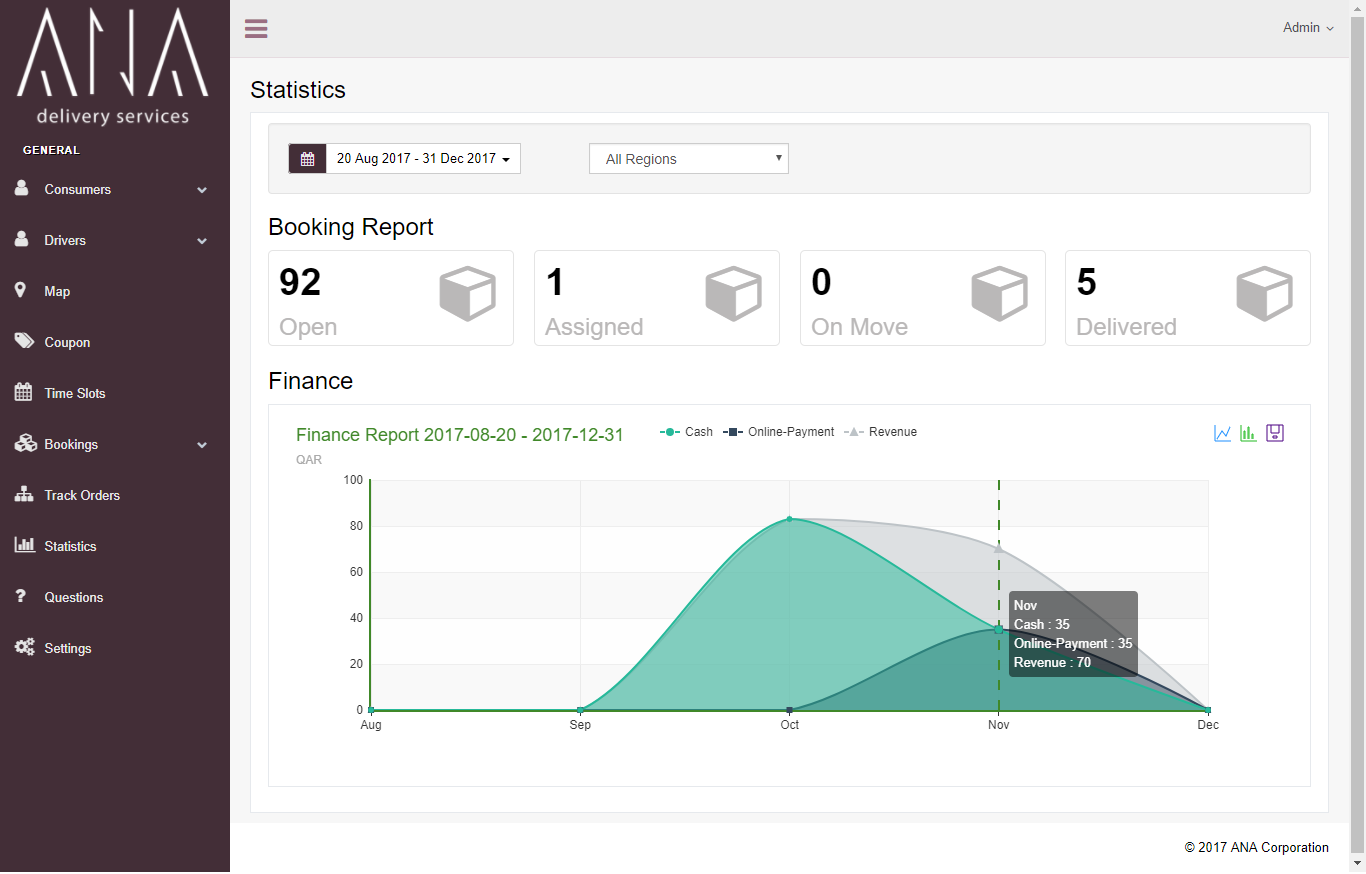 ANA
delivery services
GENERAL
Consumers
Drivers
Map
Coupon
Time Slots
Bookings
Track Orders
Statistics
Questions
Settings
Admin
Statistics
20 Aug 2017 - 31 Dec 2017
All Regions
Booking Report
92
Open
1
Assigned
0
On Move
5
Delivered
Finance
Finance Report 2017-08-20 - 2017-12-31
Cash Online-Payment Revenue
QAR
100
80
60
40
20
0
Nov
Cash : 35
Online-Payment : 35
Revenue : 70
Aug Sep Oct Nov Dec
© 2017 ANA Corporation